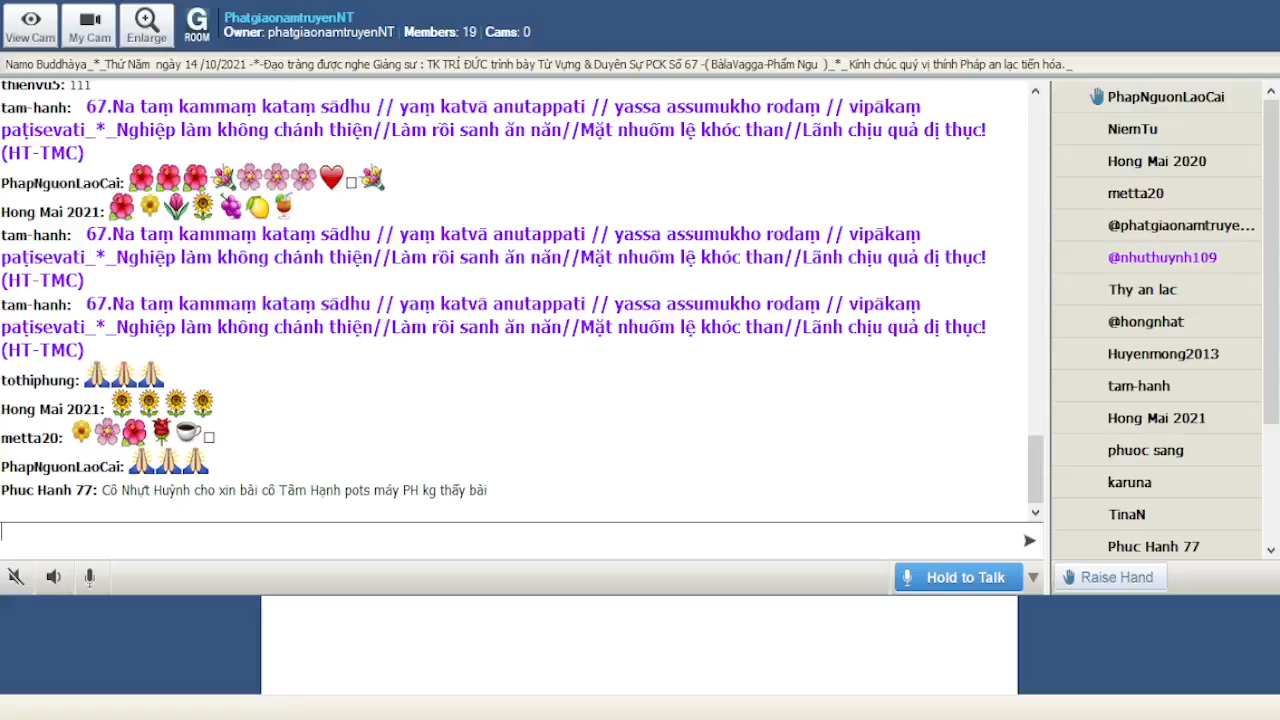 View Cam
My Cam
Enlarge
G
ROOM
PhatgiaonamtruyenNT
Owner: phatgiaonamtruyenNT | Members: 19 | Cams: 0
Namo Buddhàya_*_Thứ Năm ngày 14 /10/2021 -*-Đạo tràng được nghe Giảng sư : TK TRÍ ĐỨC trình bày Từ Vựng & Duyên Sự PCK Số 67 -( BàlaVagga-Phẩm Ngu )_*_ Kính chúc quý vị thính Pháp an lạc tiến hóa._
thienvu5: 111
tam-hanh: 67.Na taṃ kammaṃ kataṃ sādhu // yaṃ katvā anutappati // yassa assumukho rodaṃ // vipākaṃ
paṭisevati_*_Nghiệp làm không chánh thiện//Làm rồi sanh ăn năn//Mặt nhuốm lệ khóc than//Lãnh chịu quả dị thục!
(HT-TMC)
PhapNguonLaoCai:
Hong Mai 2021:
tam-hanh: 67.Na taṃ kammaṃ kataṃ sādhu // yaṃ katvā anutappati // yassa assumukho rodaṃ // vipākaṃ
paṭisevati_*_Nghiệp làm không chánh thiện//Làm rồi sanh ăn năn//Mặt nhuốm lệ khóc than//Lãnh chịu quả dị thục!
(HT-TMC)
tam-hanh: 67.Na taṃ kammaṃ kataṃ sādhu // yaṃ katvā anutappati // yassa assumukho rodaṃ // vipākaṃ
paṭisevati_*_Nghiệp làm không chánh thiện//Làm rồi sanh ăn năn//Mặt nhuốm lệ khóc than//Lãnh chịu quả dị thục!
(HT-TMC)
tothiphung:
Hong Mai 2021:
metta20:
PhapNguonLaoCai:
Phuc Hanh 77: Cô Nhựt Huỳnh cho xin bài cô Tâm Hạnh pots máy PH kg thấy bài
Hold to Talk
PhapNguonLaoCai
NiemTu
Hong Mai 2020
metta20
@phatgiaonamtruye...
@nhuthuynh109
Thy an lac
@hongnhat
Huyenmong2013
tam-hanh
Hong Mai 2021
phuoc sang
karuna
TinaN
Phuc Hanh 77
Raise Hand